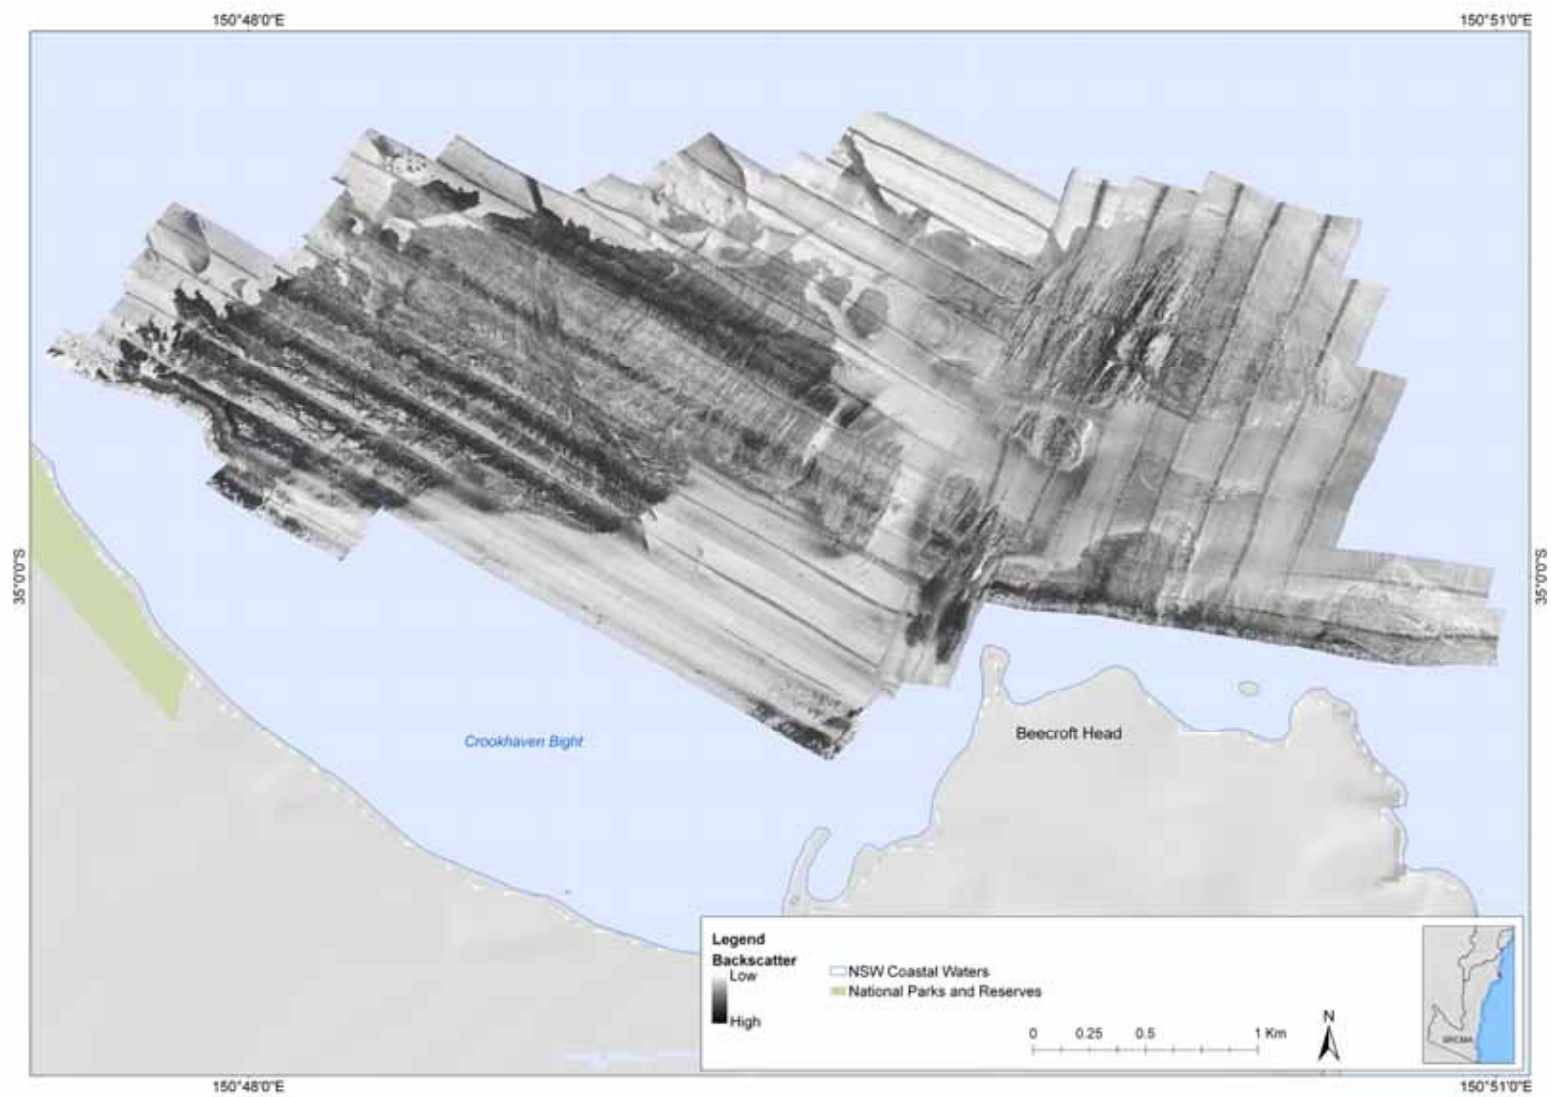 150°48'0"E
150°51'0"E
35°0'0"S
35°0'0"S
Crookhaven Bight
Beecroft Head
Legend
Backscatter
Low
High
NSW Coastal Waters
National Parks and Reserves
0 0.25 0.5 1 Km
N
SRCMA
150°48'0"E
150°51'0"E